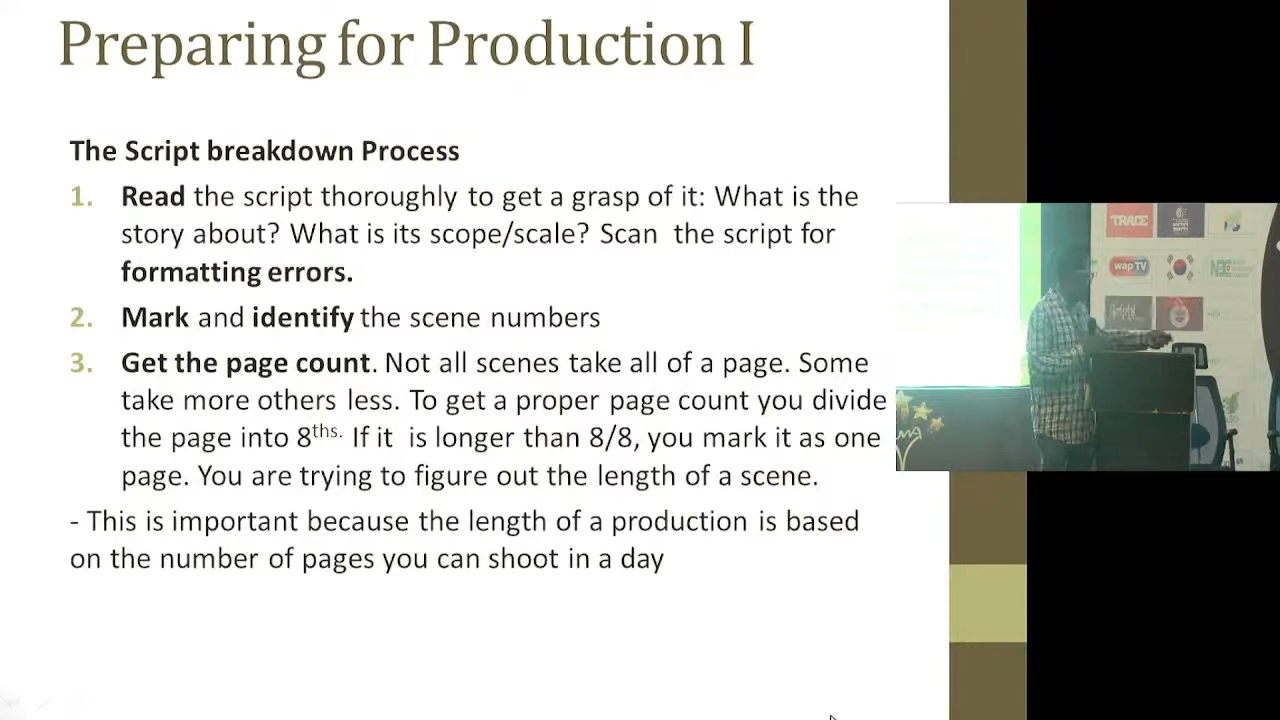 Preparing for Production I
The Script breakdown Process
1. Read the script thoroughly to get a grasp of it: What is the
story about? What is its scope/scale? Scan the script for
formatting errors.
2. Mark and identify the scene numbers
3. Get the page count. Not all scenes take all of a page. Some
take more others less. To get a proper page count you divide
the page into 8ths. If it is longer than 8/8, you mark it as one
page. You are trying to figure out the length of a scene.
- This is important because the length of a production is based
on the number of pages you can shoot in a day
TRACE
wap TV